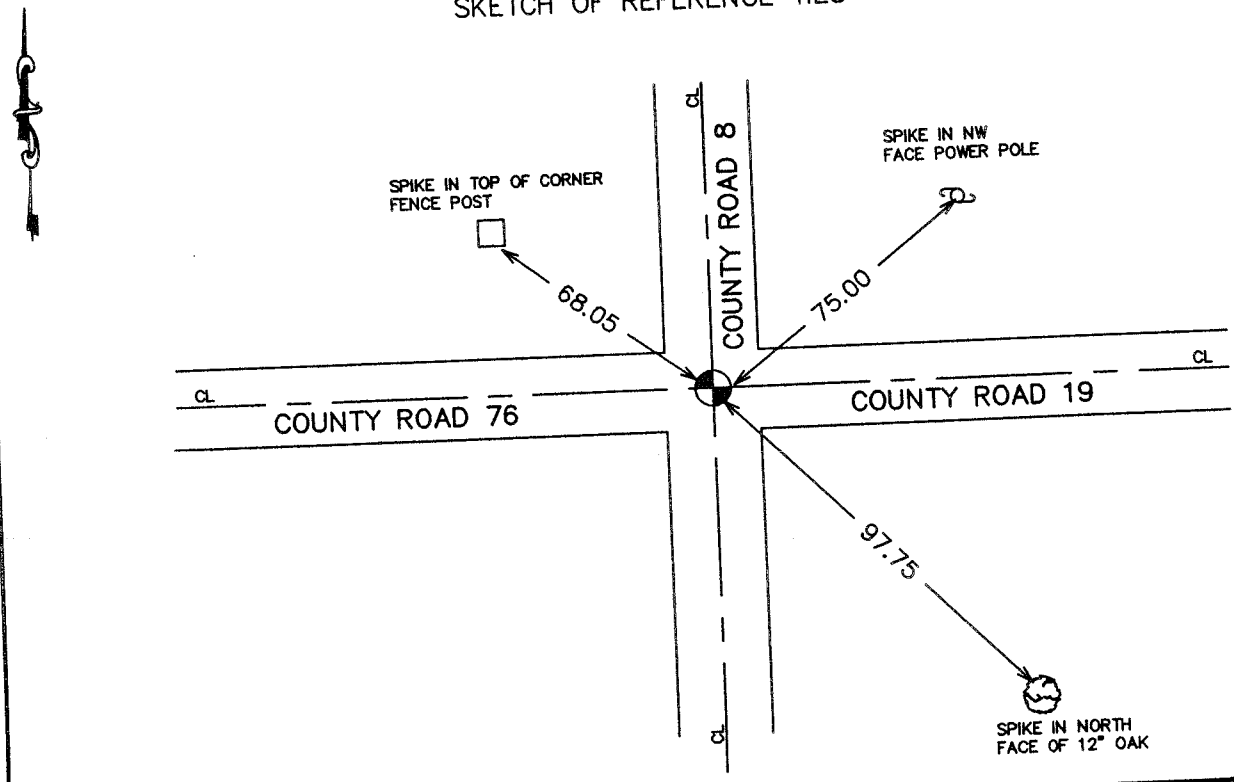 SKETCH OF REFERENCE TIES
CL
COUNTY ROAD 8
SPIKE IN NW
FACE POWER POLE
SPIKE IN TOP OF CORNER
FENCE POST
68.05
75.00
CL
CL
COUNTY ROAD 76
COUNTY ROAD 19
97.75
CL
SPIKE IN NORTH
FACE OF 12" OAK